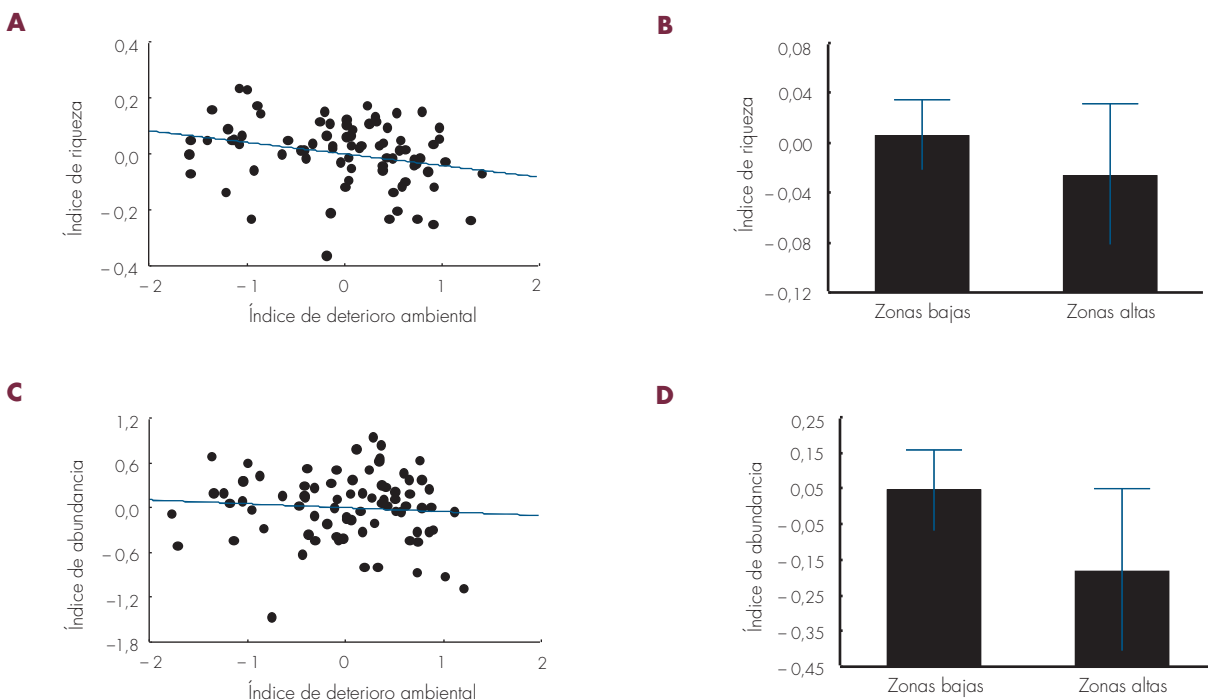 A
Índice de riqueza
0,4
0,2
0,0
– 0,2
– 0,4
– 2
– 1
0
1
2
Índice de deterioro ambiental
B
Índice de riqueza
0,08
0,04
0,00
– 0,04
– 0,08
– 0,12
Zonas bajas
Zonas altas
C
Índice de abundancia
1,2
0,6
0,0
– 0,6
– 1,2
– 1,8
– 2
– 1
0
1
2
Índice de deterioro ambiental
D
Índice de abundancia
0,25
0,15
0,05
– 0,05
– 0,15
– 0,25
– 0,35
– 0,45
Zonas bajas
Zonas altas